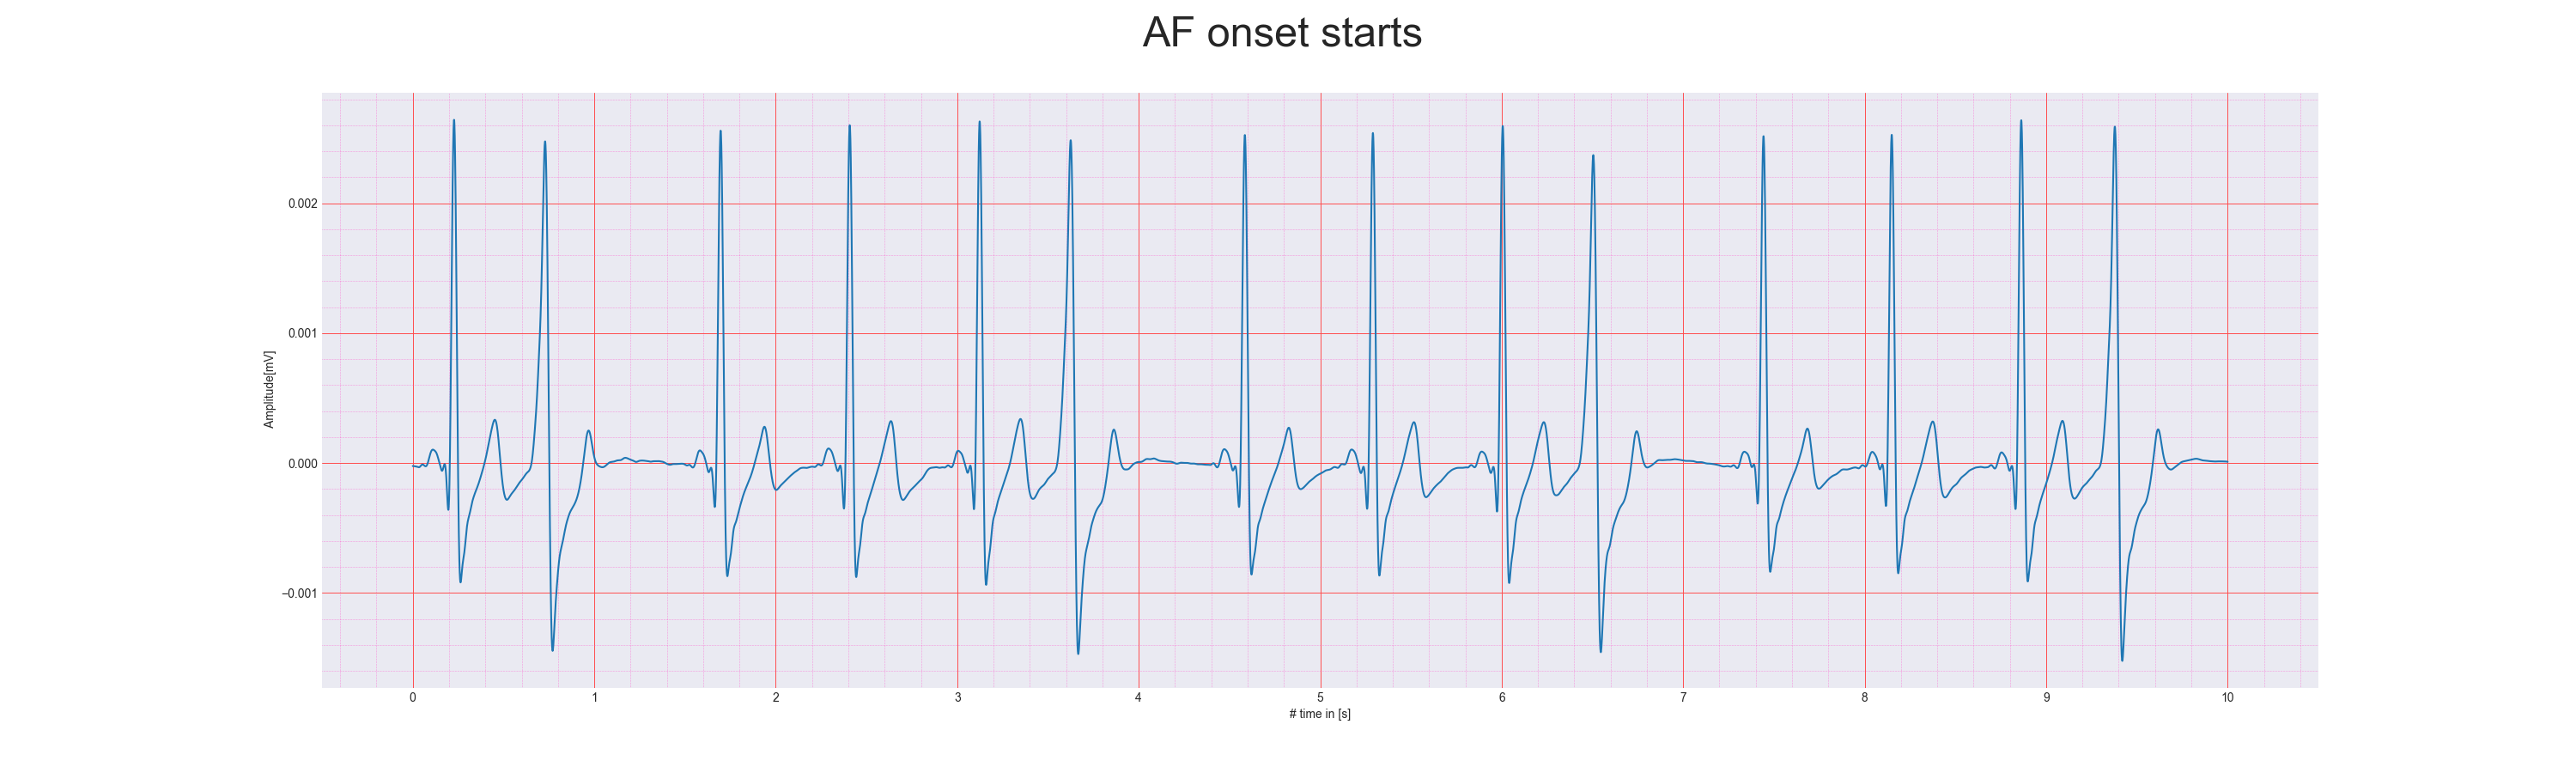 AF onset starts
0.002
0.001
0.000
−0.001
Amplitude[mV]
0 1 2 3 4 5 6 7 8 9 10
# time in [s]